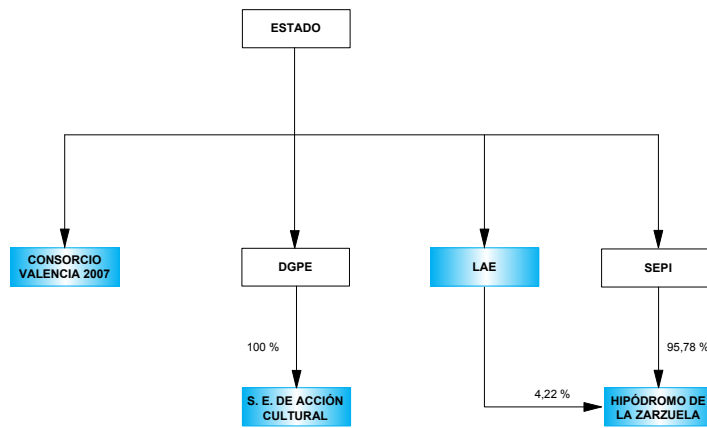 ESTADO
CONSORCIO
VALENCIA 2007
DGPE
LAE
SEPI
100 %
95,78 %
S. E. DE ACCIÓN
CULTURAL
4,22 %
HIPÓDROMO DE
LA ZARZUELA